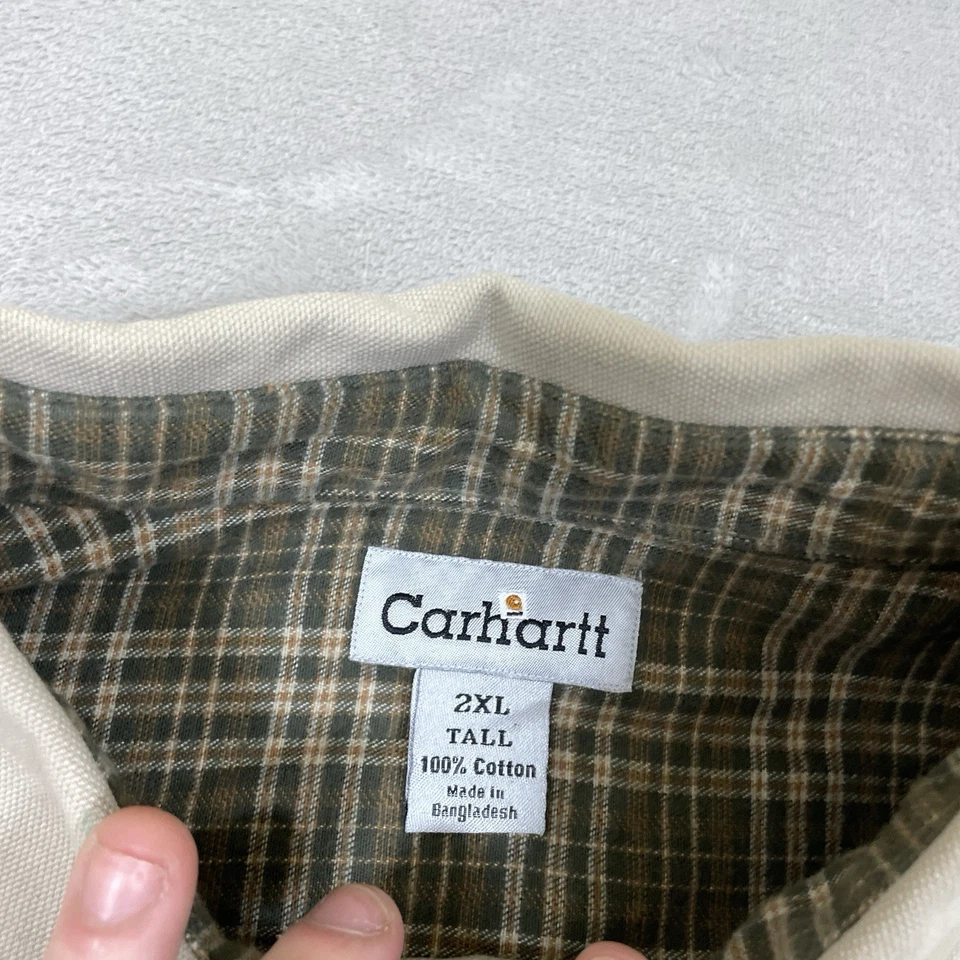 Carhartt
2XL
TALL
100% Cotton
Made in
Bangladesh